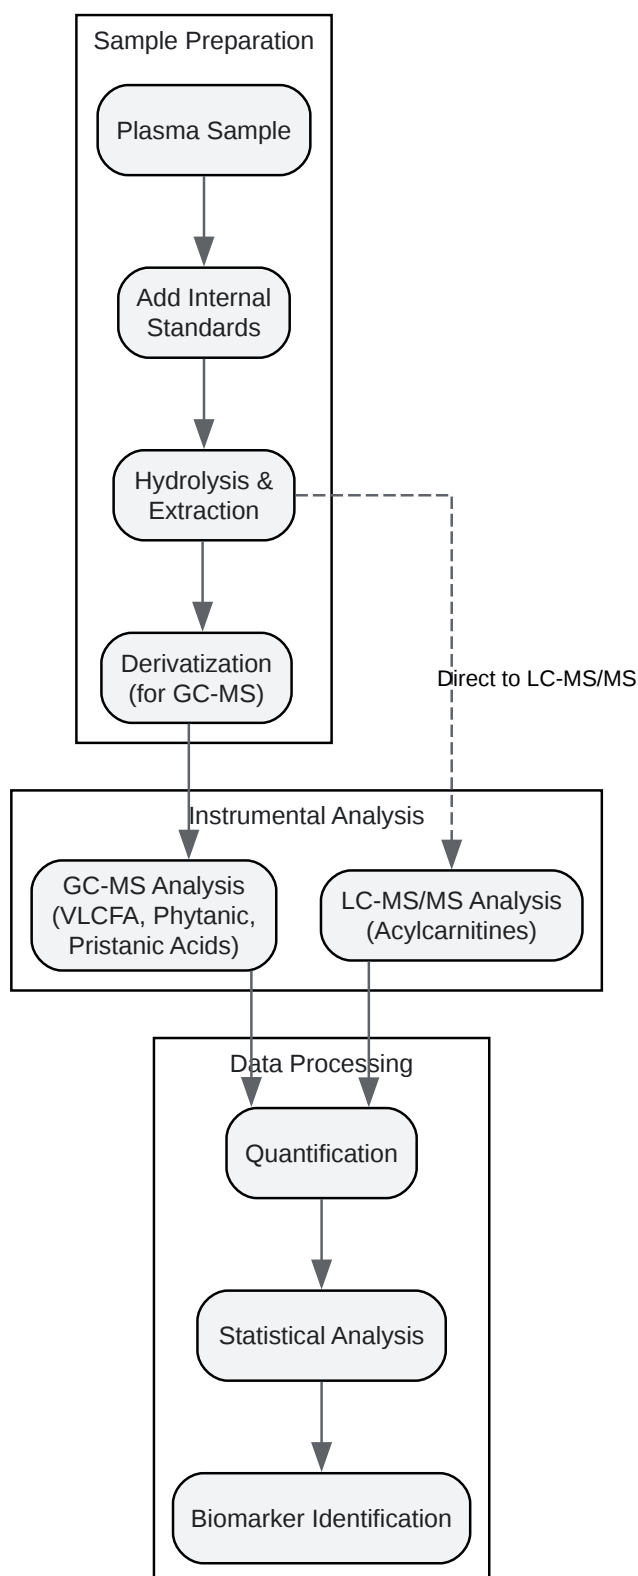 Sample Preparation
Plasma Sample
Add Internal
Standards
Hydrolysis &
Extraction
Derivatization
(for GC-MS)
Direct to LC-MS/MS
Instrumental Analysis
GC-MS Analysis
(VLCFA, Phytanic,
Pristanic Acids)
LC-MS/MS Analysis
(Acylcarnitines)
Data Processing
Quantification
Statistical Analysis
Biomarker Identification